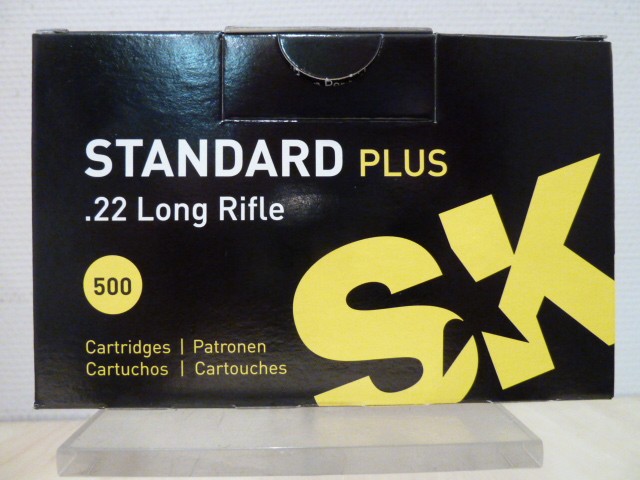 STANDARD PLUS
.22 Long Rifle
500
Cartridges | Patronen
Cartuchos | Cartouches
SK